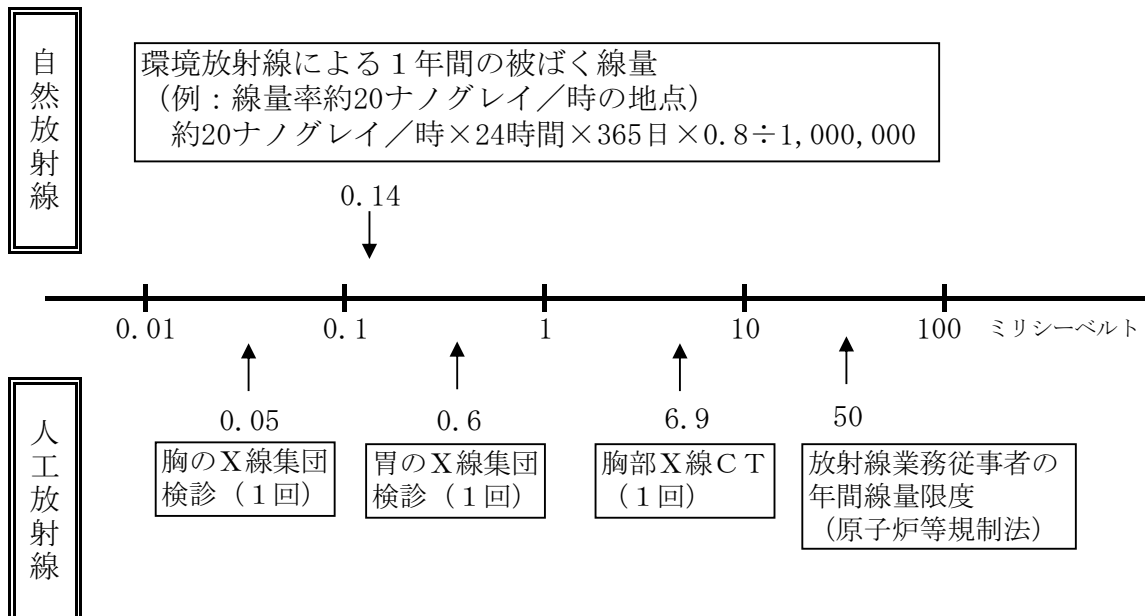 自然放射線
環境放射線による１年間の被ばく線量
（例：線量率約20ナノグレイ／時の地点）
約20ナノグレイ／時×24時間×365日×0.8÷1,000,000
0.14
0.01
0.1
1
10
100
ミリシーベルト
人工放射線
0.05
胸のＸ線集団
検診（１回）
0.6
胃のＸ線集団
検診（１回）
6.9
胸部Ｘ線ＣＴ
（１回）
50
放射線業務従事者の
年間線量限度
（原子炉等規制法）